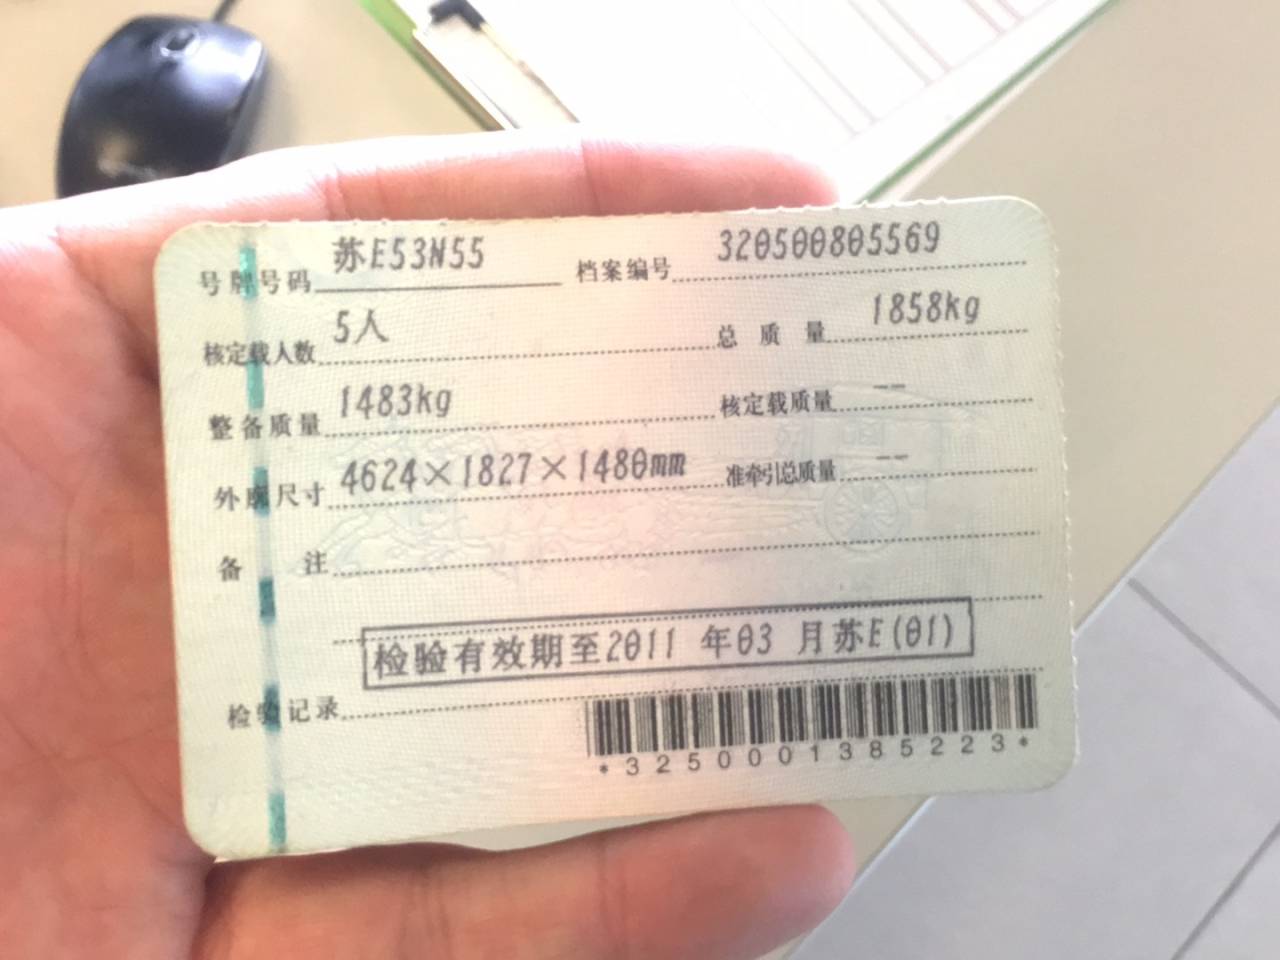 号牌号码 苏E53N55 档案编号 320500805569
核定载人数 5人 总质量 1858kg
整备质量 1483kg 核定载质量 --
外廓尺寸 4624×1827×1480mm 准牵引总质量 --
备注
检验有效期至2011 年03 月苏E(01)
检验记录
*3250001385223*